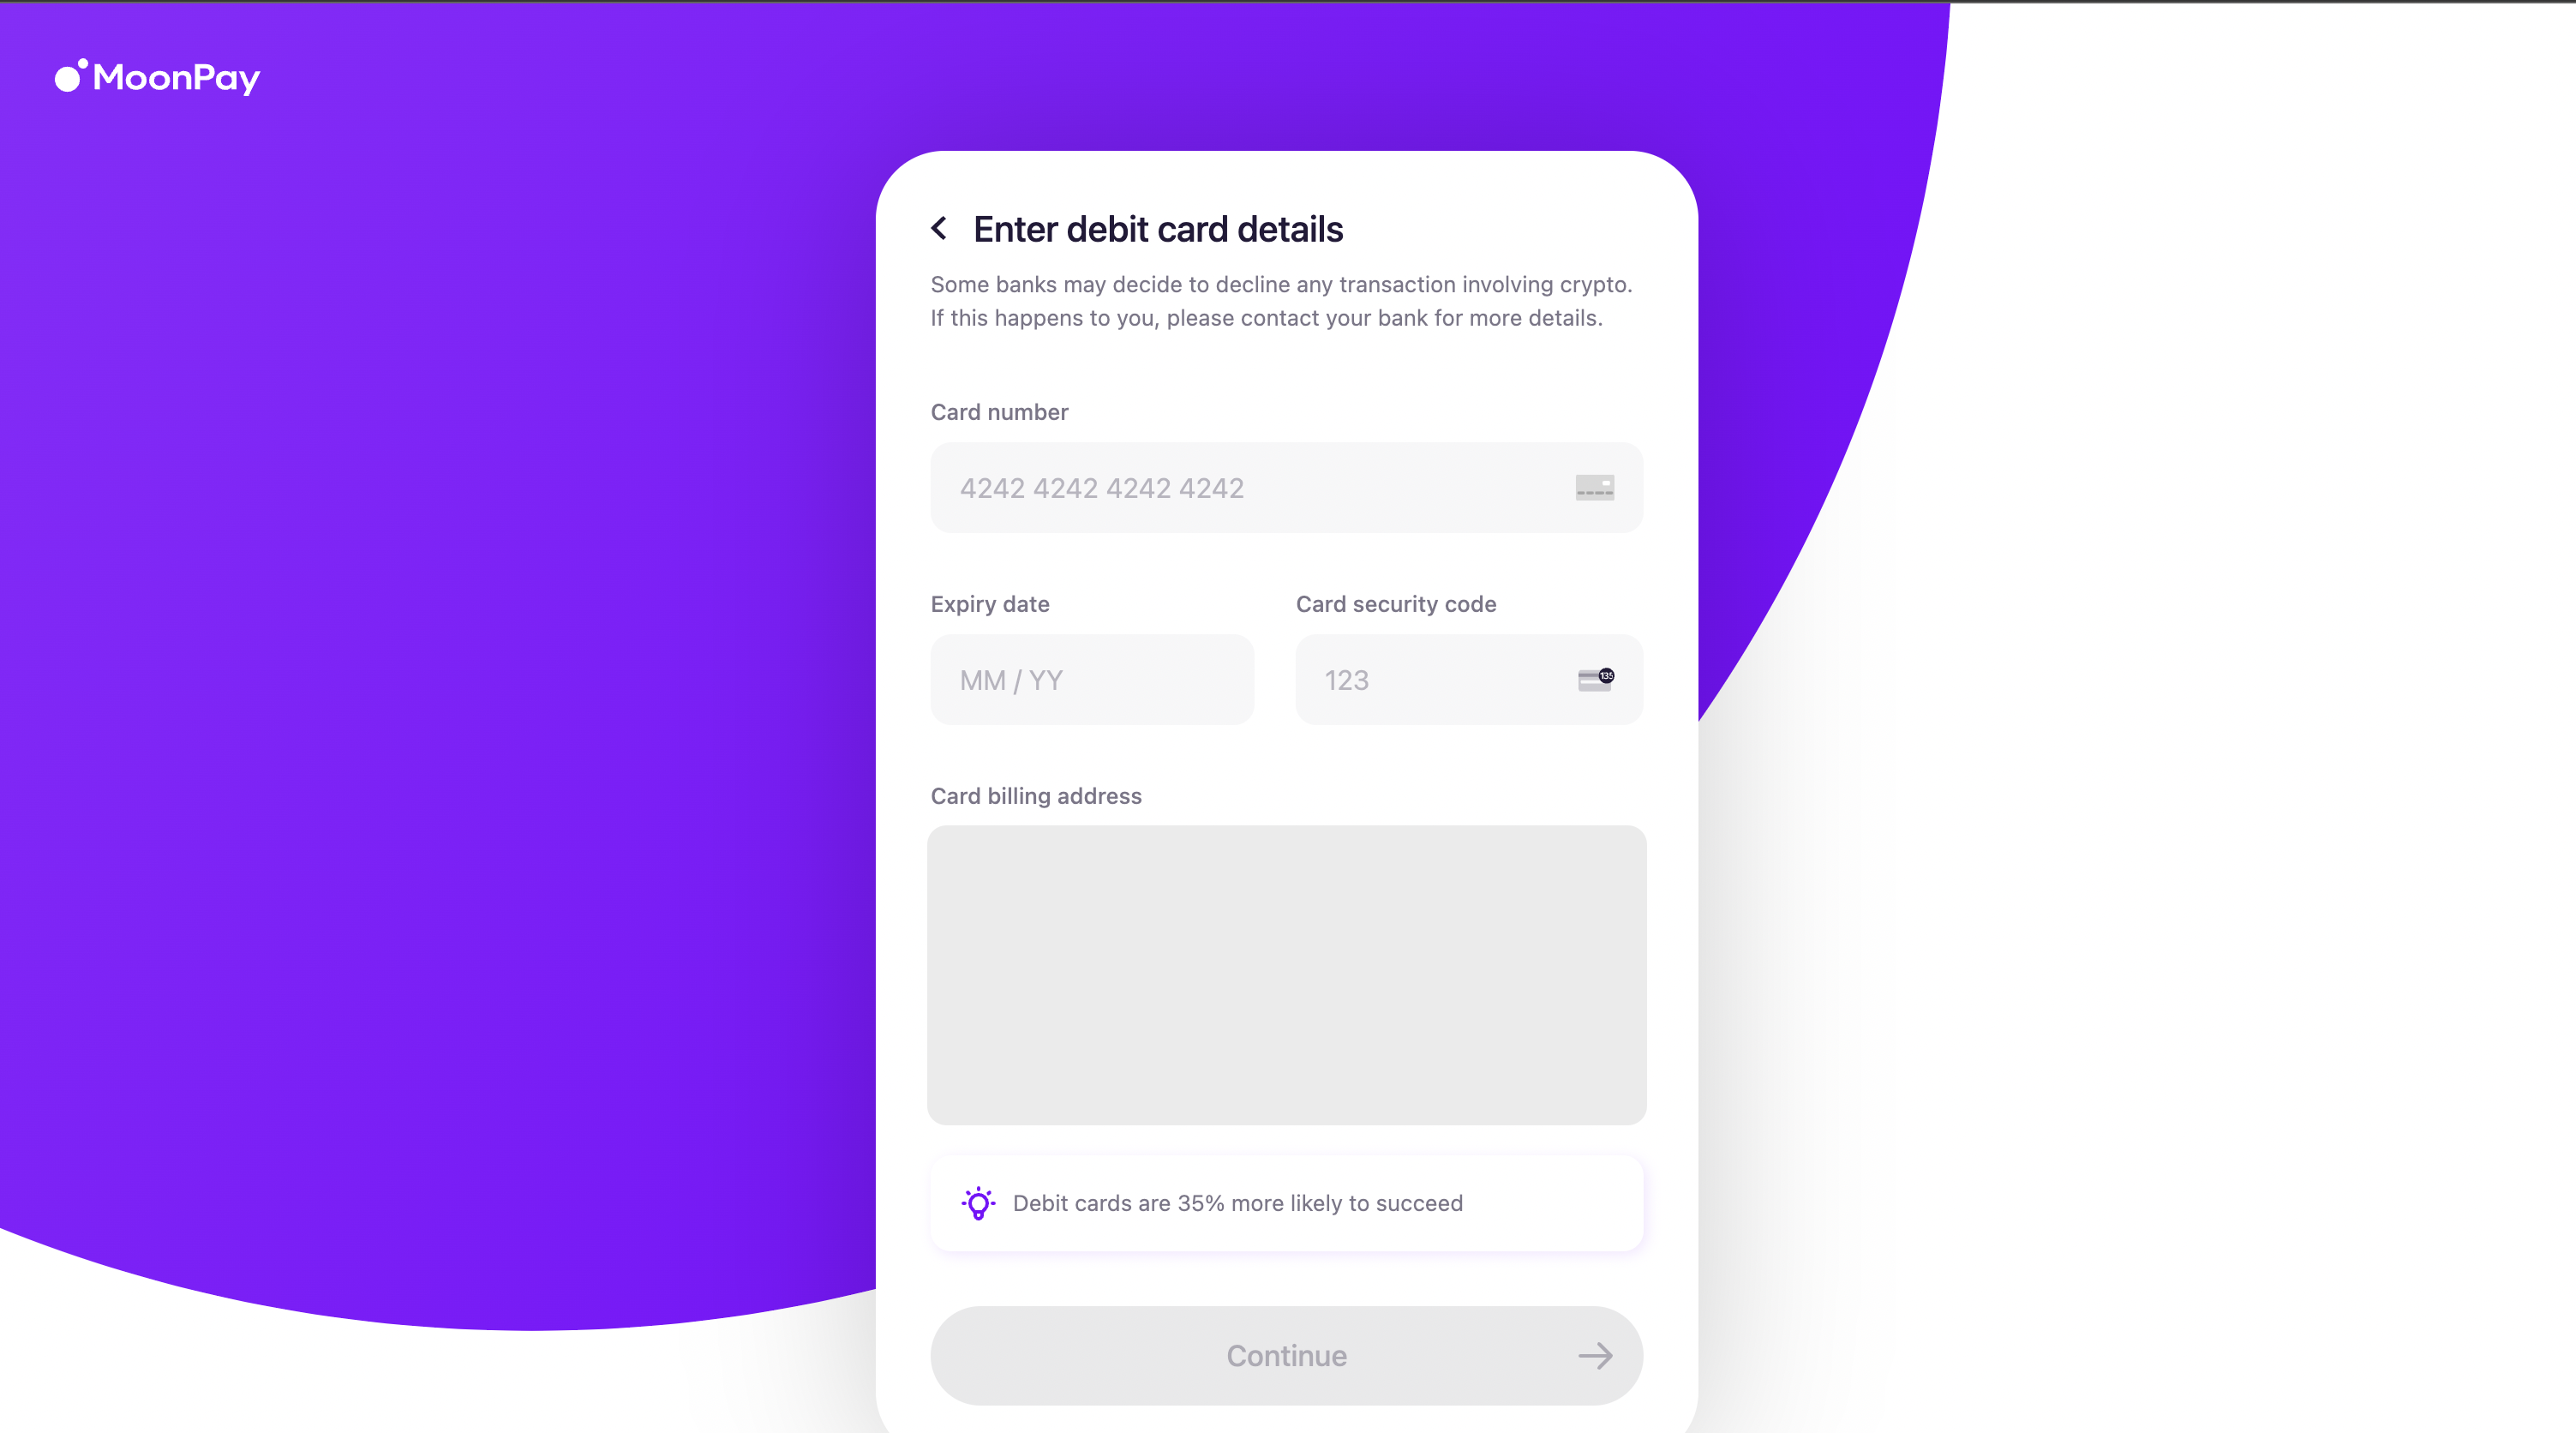 MoonPay
Enter debit card details
Some banks may decide to decline any transaction involving crypto.
If this happens to you, please contact your bank for more details.
Card number
4242 4242 4242 4242
Expiry date
Card security code
MM / YY
123
135
Card billing address
Debit cards are 35% more likely to succeed
Continue